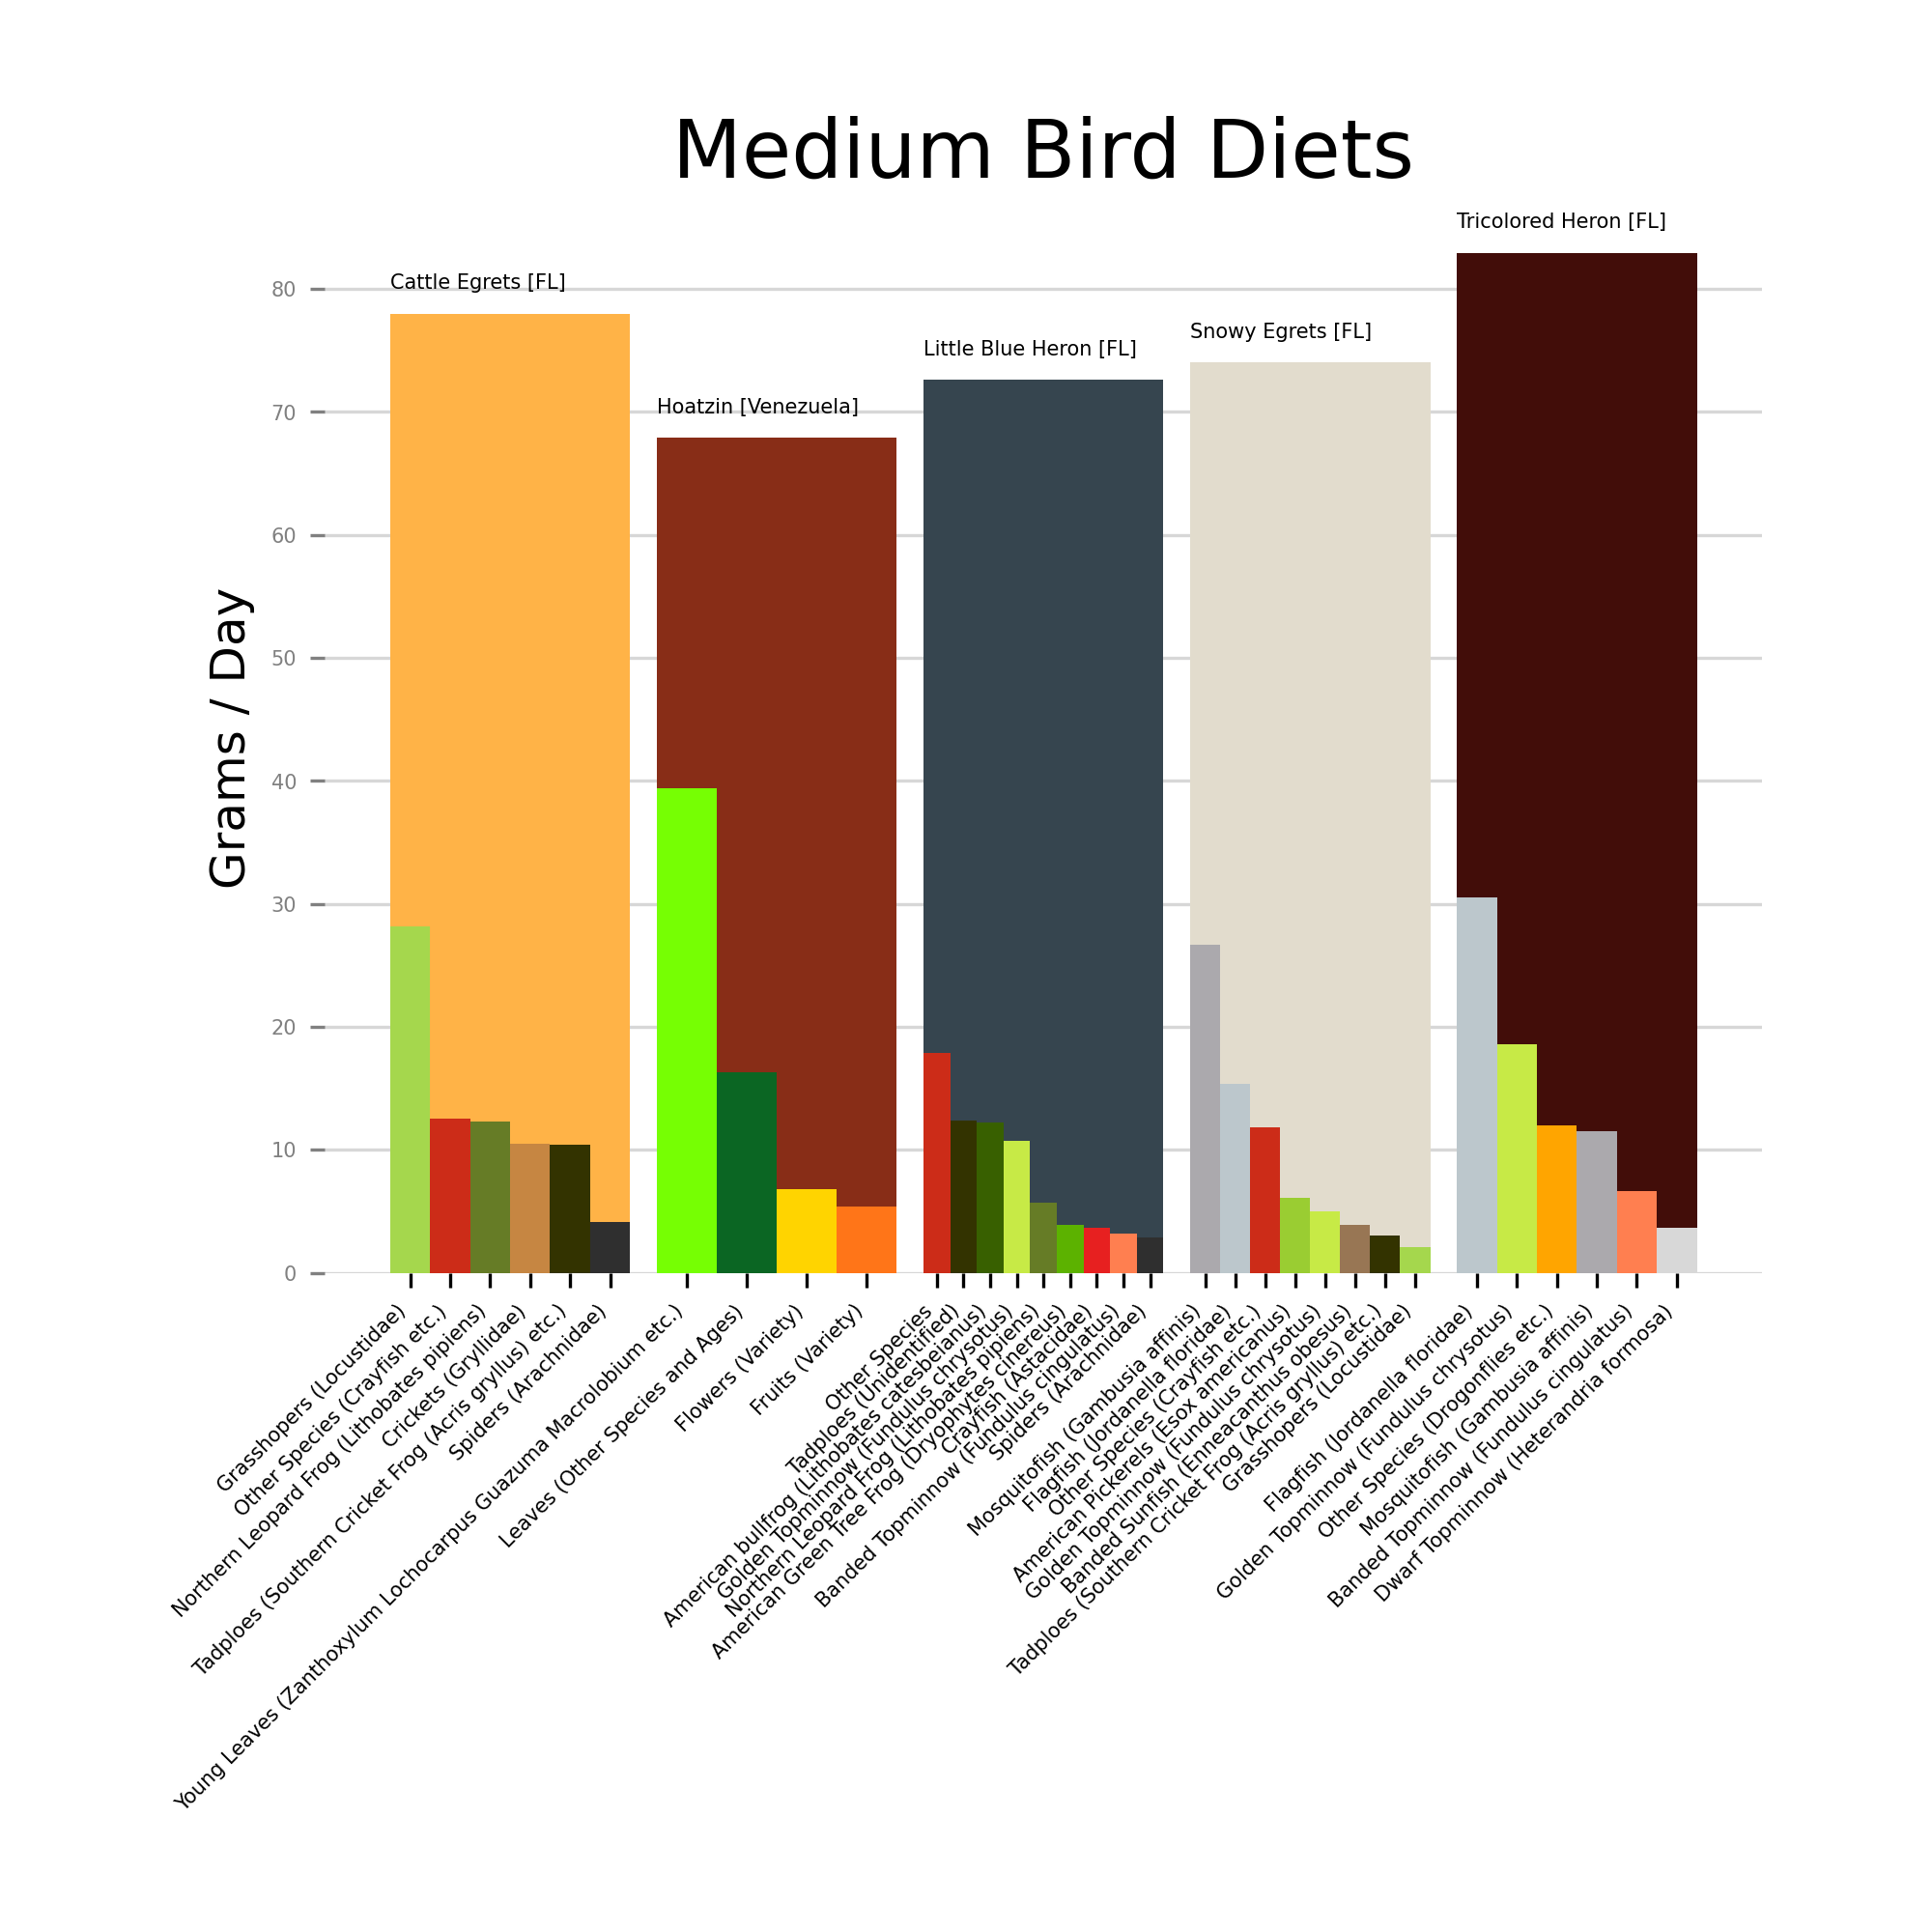 Medium Bird Diets
Tricolored Heron [FL]
Cattle Egrets [FL]
Snowy Egrets [FL]
Little Blue Heron [FL]
Hoatzin [Venezuela]
Grams / Day
80
70
60
50
40
30
20
10
0
Grasshopers (Locustidae)
Other Species (Crayfish etc.)
Northern Leopard Frog (Lithobates pipiens)
Crickets (Gryllidae)
Tadploes (Southern Cricket Frog (Acris gryllus) etc.)
Spiders (Arachnidae)
Young Leaves (Zanthoxylum Lochocarpus Guazuma Macrolobium etc.)
Leaves (Other Species and Ages)
Flowers (Variety)
Fruits (Variety)
Other Species
Tadploes (Unidentified)
American bullfrog (Lithobates catesbeianus)
Golden Topminnow (Fundulus chrysotus)
Northern Leopard Frog (Lithobates pipiens)
American Green Tree Frog (Dryophytes cinereus)
Crayfish (Astacidae)
Banded Topminnow (Fundulus cingulatus)
Spiders (Arachnidae)
Mosquitofish (Gambusia affinis)
Flagfish (Jordanella floridae)
Other Species (Crayfish etc.)
American Pickerels (Esox americanus)
Golden Topminnow (Fundulus chrysotus)
Banded Sunfish (Enneacanthus obesus)
Tadploes (Southern Cricket Frog (Acris gryllus) etc.)
Grasshopers (Locustidae)
Flagfish (Jordanella floridae)
Golden Topminnow (Fundulus chrysotus)
Other Species (Drogonflies etc.)
Mosquitofish (Gambusia affinis)
Banded Topminnow (Fundulus cingulatus)
Dwarf Topminnow (Heterandria formosa)